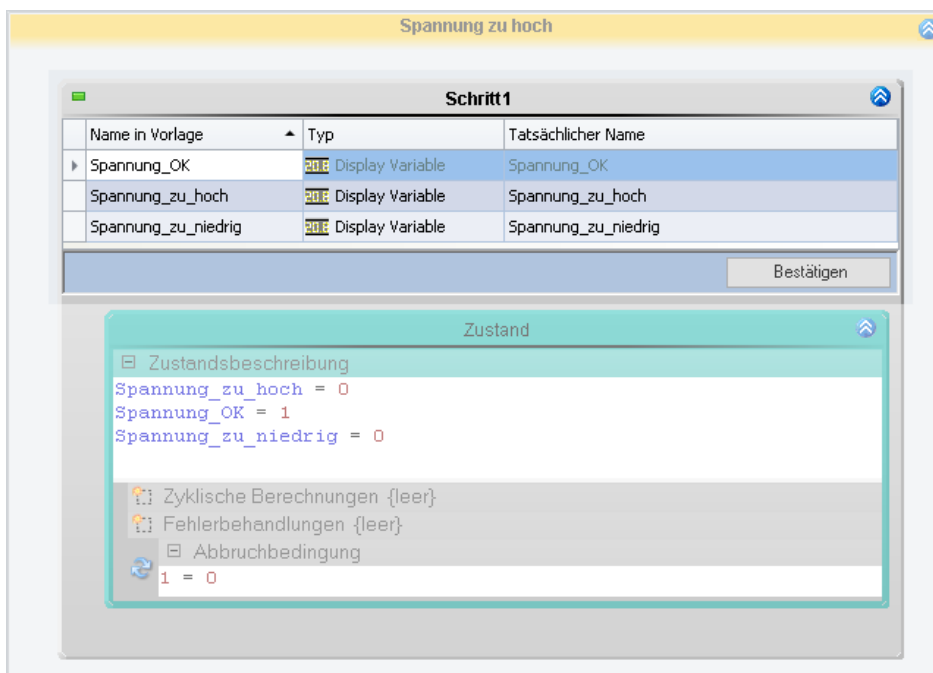 Spannung zu hoch
Schritt1
Name in Vorlage Typ Tatsächlicher Name
Spannung_OK Display Variable Spannung_OK
Spannung_zu_hoch Display Variable Spannung_zu_hoch
Spannung_zu_niedrig Display Variable Spannung_zu_niedrig
Bestätigen
Zustand
Zustandsbeschreibung
Spannung_zu_hoch = 0
Spannung_OK = 1
Spannung_zu_niedrig = 0
Zyklische Berechnungen {leer}
Fehlerbehandlungen {leer}
Abbruchbedingung
1 = 0